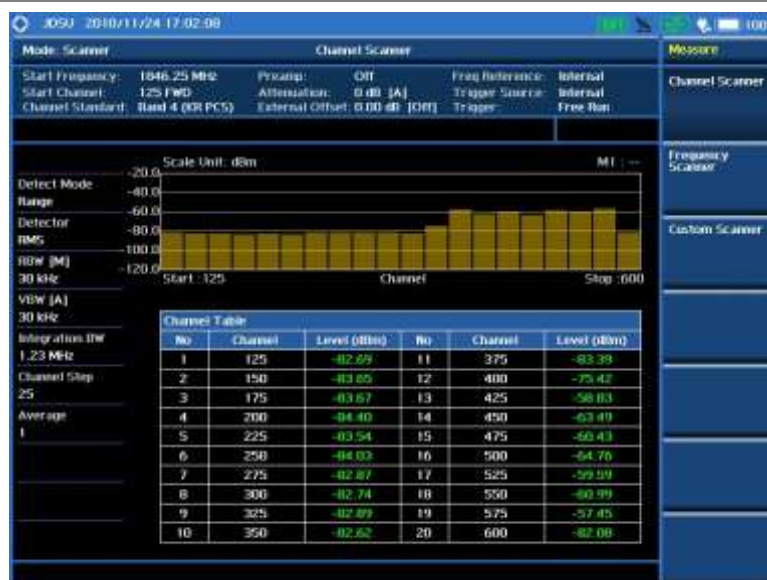 JDSU 2010/11/24 17:02:08 EXT 100
Mode: Scanner Channel Scanner Measure
Start Frequency: 1846.25 MHz Preamp: Off Freq Reference: Internal
Start Channel: 125 FWD Attenuation: 0 dB [A] Trigger Source: Internal
Channel Standard: Band 4 (KR PCS) External Offset: 0.00 dB [Off] Trigger: Free Run
Channel Scanner
Frequency Scanner
Custom Scanner
Scale Unit: dBm M1 : --
-20.0
-40.0
-60.0
-80.0
-100.0
-120.0
Start :125 Channel Stop :600
Detect Mode
Range
Detector
RMS
RBW [M]
30 kHz
VBW [A]
30 kHz
Integration BW
1.23 MHz
Channel Step
25
Average
1
Channel Table
No Channel Level (dBm) No Channel Level (dBm)
1 125 -82.69 11 375 -83.39
2 150 -83.65 12 400 -75.42
3 175 -83.67 13 425 -58.83
4 200 -84.40 14 450 -63.49
5 225 -83.54 15 475 -60.43
6 250 -84.03 16 500 -64.76
7 275 -82.87 17 525 -59.59
8 300 -82.74 18 550 -60.99
9 325 -82.89 19 575 -57.45
10 350 -82.62 20 600 -82.08